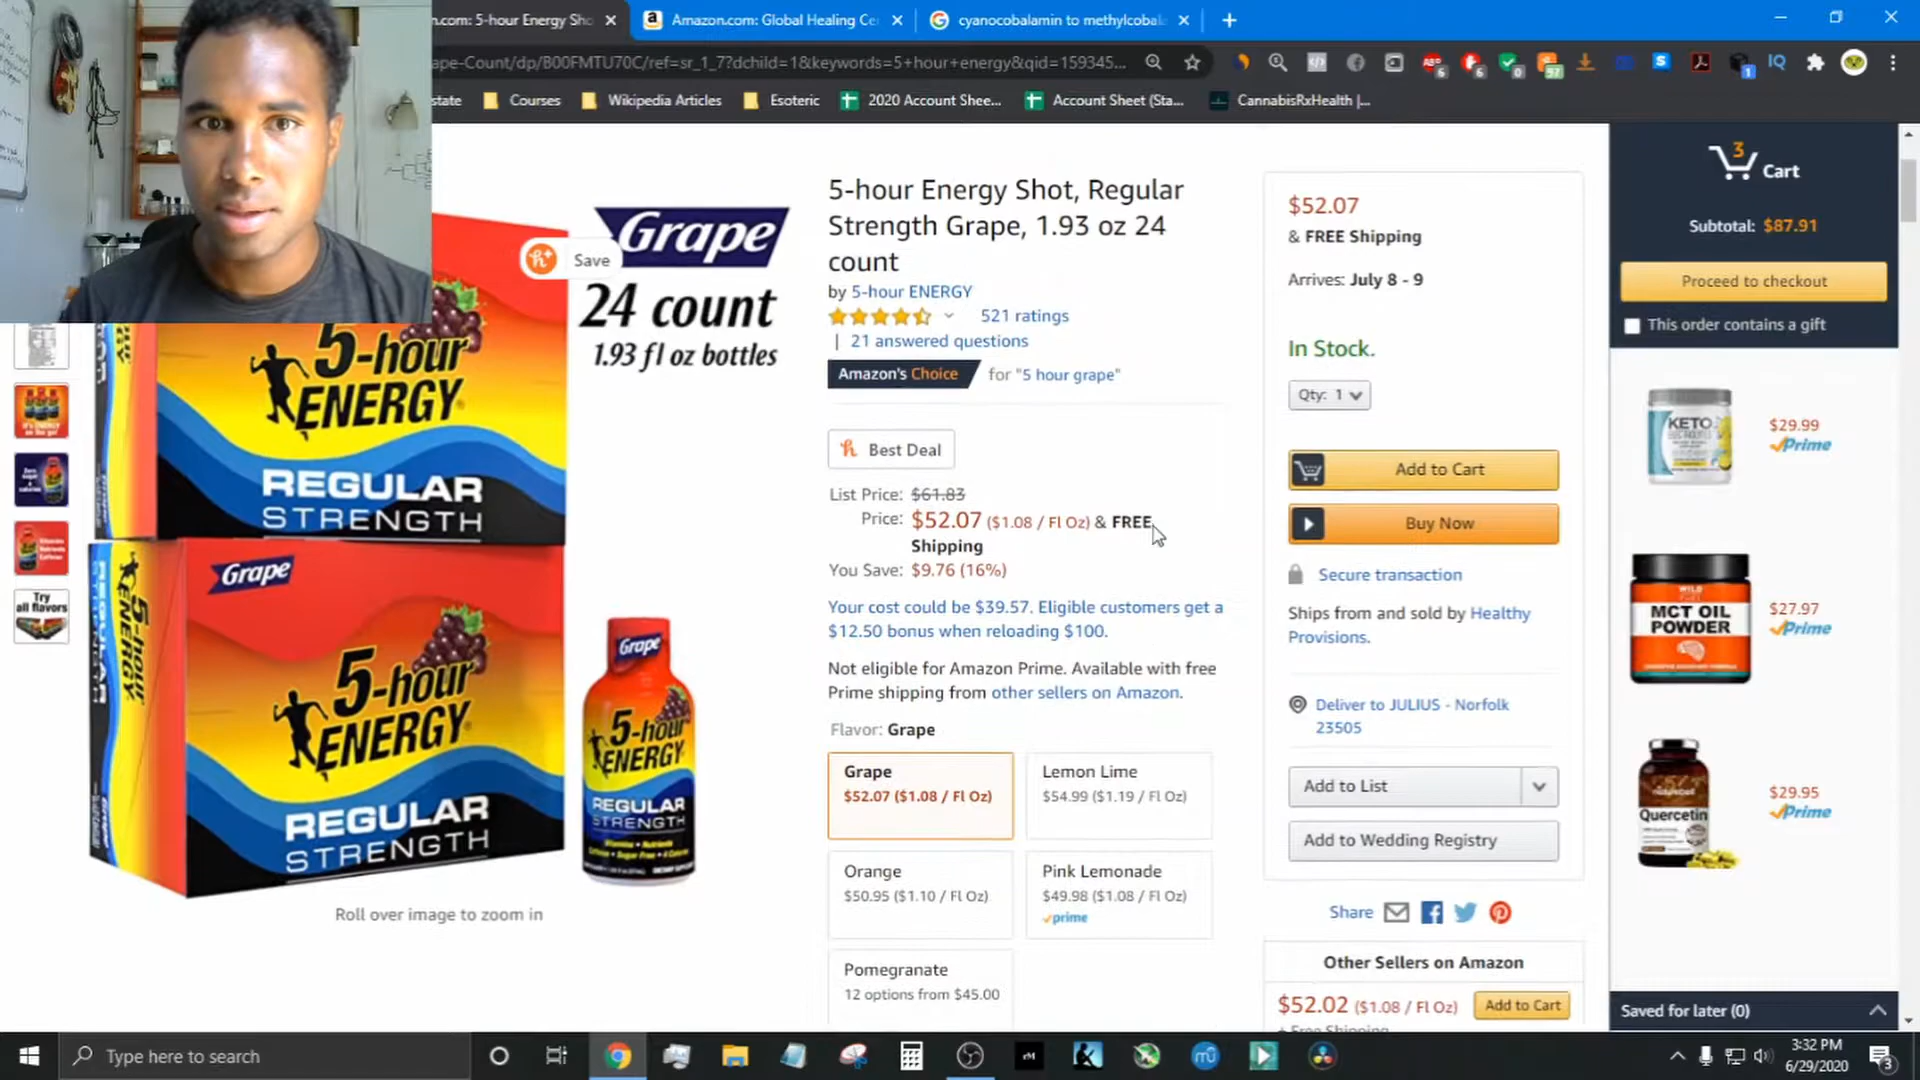 n.com: 5-hour Energy Sho
Amazon.com: Global Healing Ce
cyanocobalamin to methylcobal
ape-Count/dp/B00FMTU70C/ref=sr_1_7?dchild=1&keywords=5+hour+energy&qid=159345...
state
Courses
Wikipedia Articles
Esoteric
2020 Account Shee...
Account Sheet (Sta...
CannabisRxHealth |...
Save
Grape
24 count
1.93 fl oz bottles
5-hour
ENERGY
REGULAR
STRENGTH
Grape
5-hour
ENERGY
5-hour
ENERGY
REGULAR
STRENGTH
Grape
5-hour
ENERGY
REGULAR
STRENGTH
Try
all flavors
Roll over image to zoom in
5-hour Energy Shot, Regular
Strength Grape, 1.93 oz 24
count
by 5-hour ENERGY
521 ratings
| 21 answered questions
Amazon's Choice for "5 hour grape"
Best Deal
List Price: $61.83
Price: $52.07 ($1.08 / Fl Oz) & FREE
Shipping
You Save: $9.76 (16%)
Your cost could be $39.57. Eligible customers get a
$12.50 bonus when reloading $100.
Not eligible for Amazon Prime. Available with free
Prime shipping from other sellers on Amazon.
Flavor: Grape
Grape
$52.07 ($1.08 / Fl Oz)
Lemon Lime
$54.99 ($1.19 / Fl Oz)
Orange
$50.95 ($1.10 / Fl Oz)
Pink Lemonade
$49.98 ($1.08 / Fl Oz)
prime
Pomegranate
12 options from $45.00
$52.07
& FREE Shipping
Arrives: July 8 - 9
In Stock.
Qty: 1
Add to Cart
Buy Now
Secure transaction
Ships from and sold by Healthy
Provisions.
Deliver to JULIUS - Norfolk
23505
Add to List
Add to Wedding Registry
Share
Other Sellers on Amazon
$52.02 ($1.08 / Fl Oz)
Add to Cart
+ Free Shipping
3
Cart
Subtotal: $87.91
Proceed to checkout
This order contains a gift
KETO
$29.99
Prime
MCT OIL
POWDER
$27.97
Prime
Quercetin
$29.95
Prime
Saved for later (0)
Type here to search
3:32 PM
6/29/2020
3